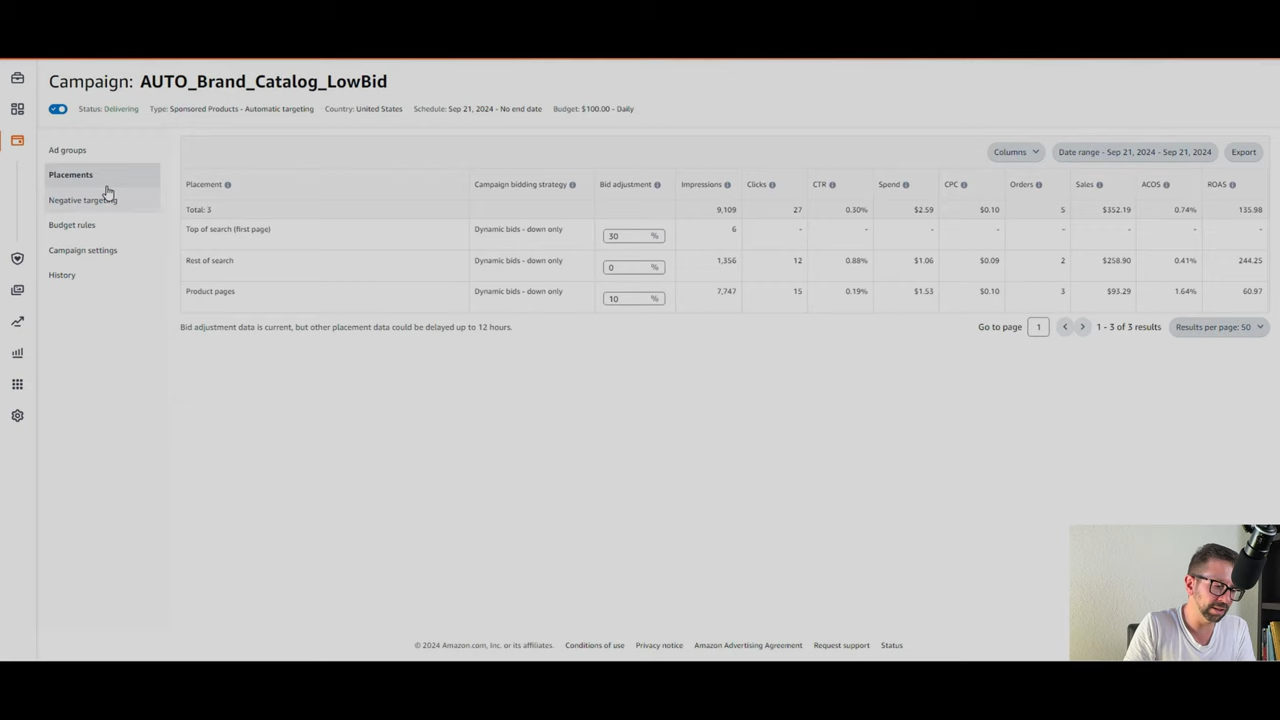 Campaign: AUTO_Brand_Catalog_LowBid
Status: Delivering Type: Sponsored Products - Automatic targeting Country: United States Schedule: Sep 21, 2024 - No end date Budget: $100.00 - Daily
Ad groups
Placements
Negative targeting
Budget rules
Campaign settings
History
Columns Date range - Sep 21, 2024 - Sep 21, 2024 Export
Placement Campaign bidding strategy Bid adjustment Impressions Clicks CTR Spend CPC Orders Sales ACOS ROAS
Total: 3 9,109 27 0.30% $2.59 $0.10 5 $352.19 0.74% 135.98
Top of search (first page) Dynamic bids - down only 30 % 6 - - - - - - - -
Rest of search Dynamic bids - down only 0 % 1,356 12 0.88% $1.06 $0.09 2 $258.90 0.41% 244.25
Product pages Dynamic bids - down only 10 % 7,747 15 0.19% $1.53 $0.10 3 $93.29 1.64% 60.97
Bid adjustment data is current, but other placement data could be delayed up to 12 hours.
Go to page 1 1 - 3 of 3 results Results per page: 50
© 2024 Amazon.com, Inc. or its affiliates. Conditions of use Privacy notice Amazon Advertising Agreement Request support Status